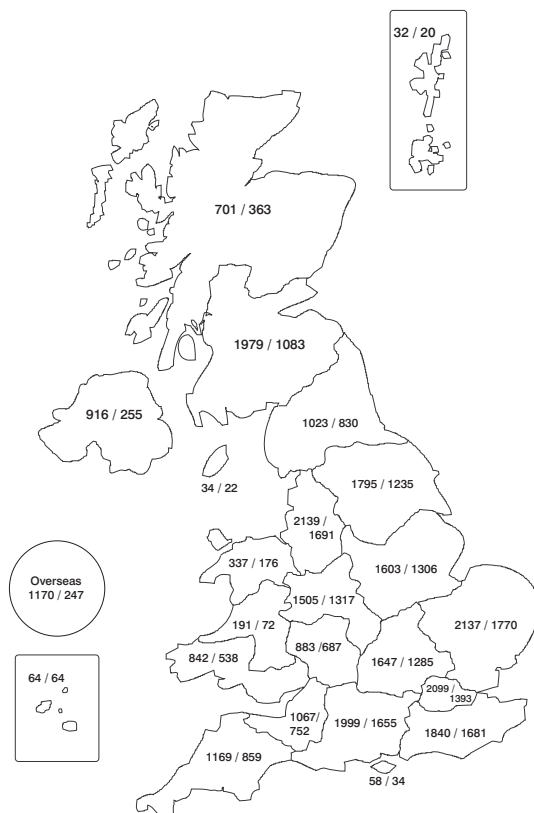 32 / 20
701 / 363
1979 / 1083
916 / 255
1023 / 830
34 / 22
1795 / 1235
2139 /
1691
337 / 176
1603 / 1306
Overseas
1170 / 247
1505 / 1317
191 / 72
2137 / 1770
842 / 538
883 / 687
1647 / 1285
64 / 64
2099 /
1393
1067/
752
1999 / 1655
1840 / 1681
1169 / 859
58 / 34